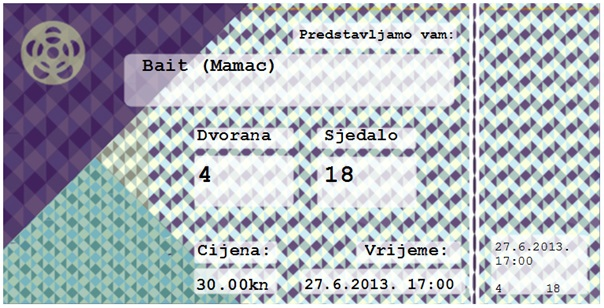 Predstavljamo vam:
Bait (Mamac)
Dvorana Sjedalo
4 18
Cijena: Vrijeme:
30.00kn 27.6.2013. 17:00
27.6.2013.
17:00
4 18